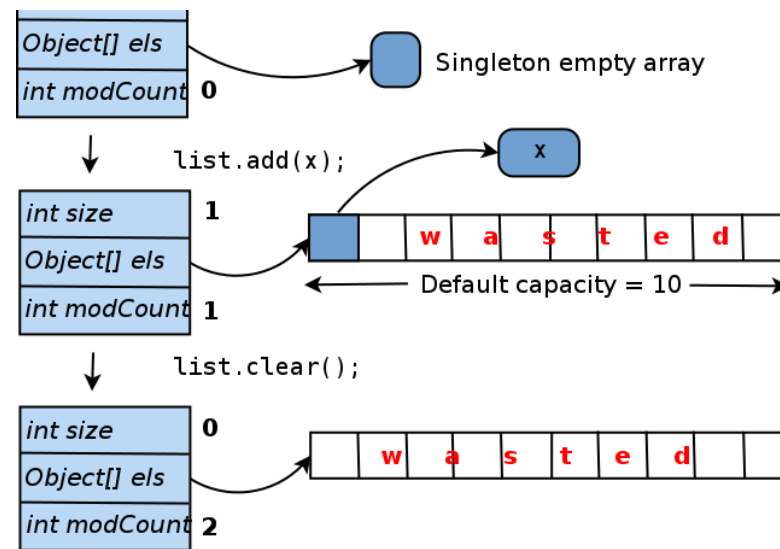 Object[] els
Singleton empty array
int modCount 0
list.add(x);
x
int size 1
w a s t e d
Object[] els
Default capacity = 10
int modCount 1
list.clear();
int size 0
w a s t e d
Object[] els
int modCount 2